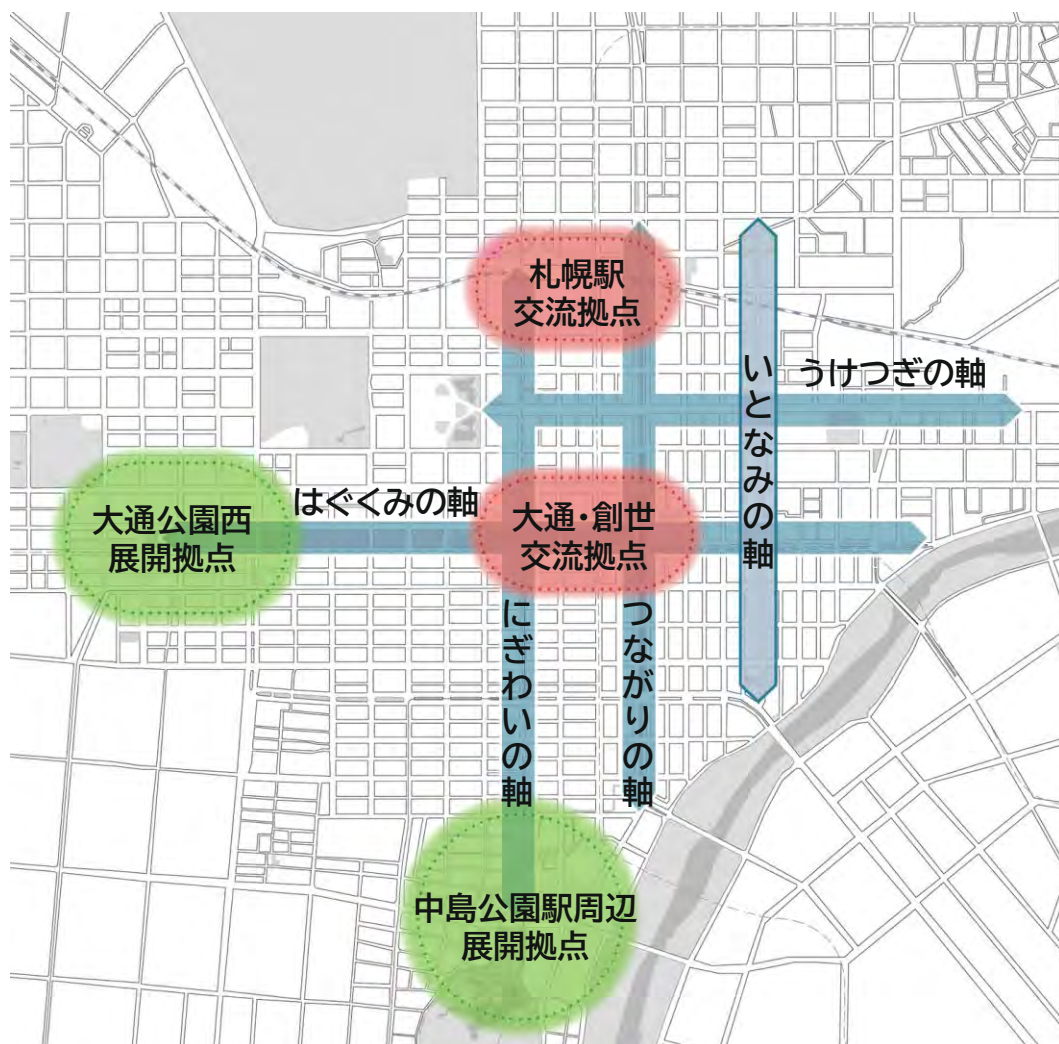 札幌駅
交流拠点
うけつぎの軸
いとなみの軸
はぐくみの軸
大通・創世
交流拠点
大通公園西
展開拠点
にぎわいの軸
つながりの軸
中島公園駅周辺
展開拠点